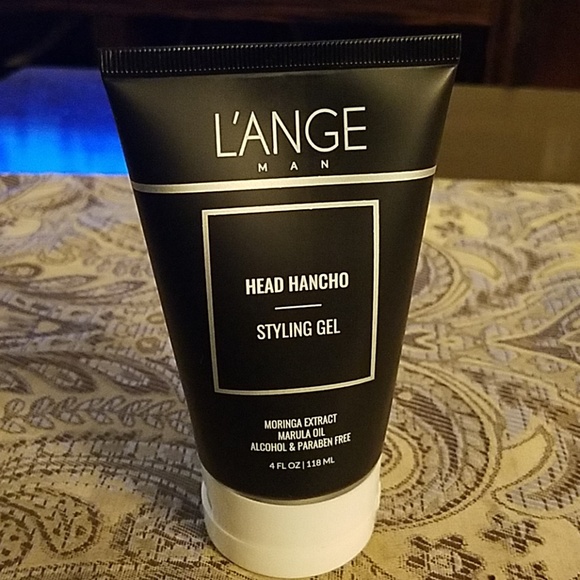 L'ANGE
MAN
HEAD HANCHO
STYLING GEL
MORINGA EXTRACT
MARULA OIL
ALCOHOL & PARABEN FREE
4 FL OZ | 118 ML